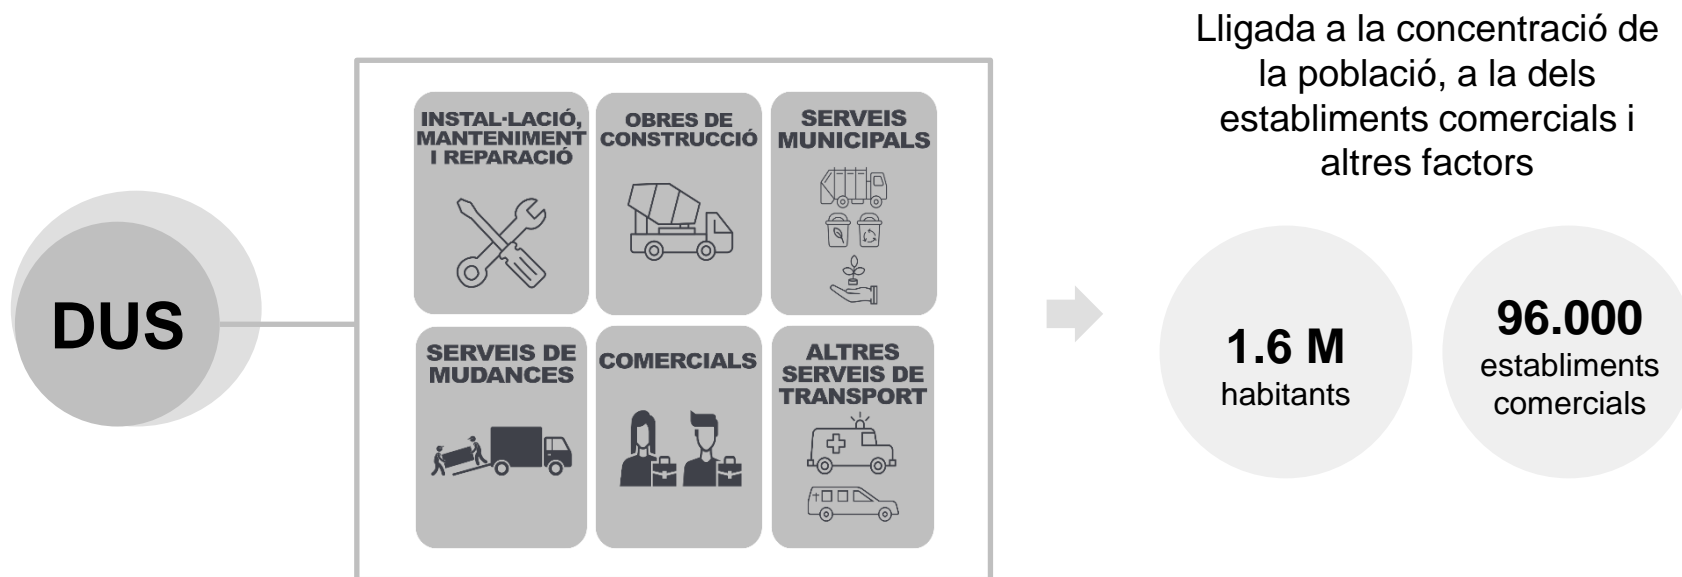 DUS
INSTAL·LACIÓ,
MANTENIMENT
I REPARACIÓ
OBRES DE
CONSTRUCCIÓ
SERVEIS
MUNICIPALS
SERVEIS DE
MUDANCES
COMERCIALS
ALTRES
SERVEIS DE
TRANSPORT
Lligada a la concentració de
la població, a la dels
establiments comercials i
altres factors
1.6 M
habitants
96.000
establiments
comercials